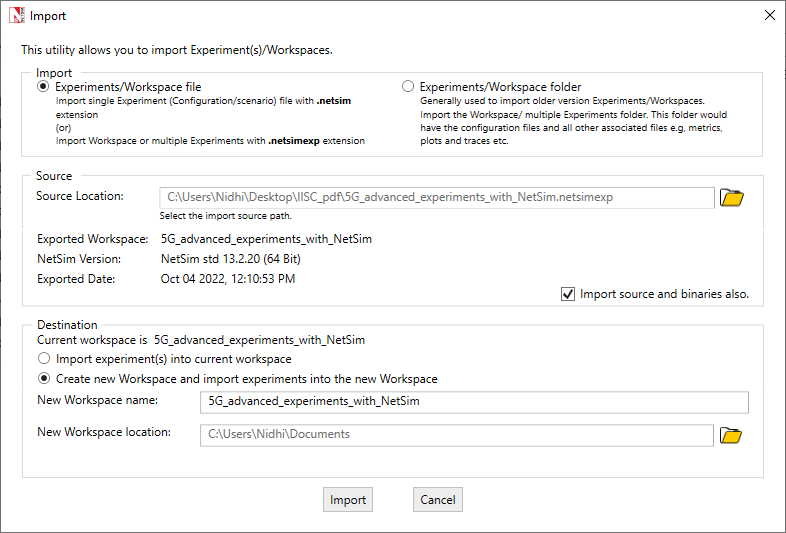 Import
This utility allows you to import Experiment(s)/Workspaces.
Import
Experiments/Workspace file
Import single Experiment (Configuration/scenario) file with .netsim
extension
(or)
Import Workspace or multiple Experiments with .netsimexp extension
Experiments/Workspace folder
Generally used to import older version Experiments/Workspaces.
Import the Workspace/ multiple Experiments folder. This folder would
have the configuration files and all other associated files e.g, metrics,
plots and traces etc.
Source
Source Location: C:\Users\Nidhi\Desktop\IISC_pdf\5G_advanced_experiments_with_NetSim.netsimexp
Select the import source path.
Exported Workspace: 5G_advanced_experiments_with_NetSim
NetSim Version: NetSim std 13.2.20 (64 Bit)
Exported Date: Oct 04 2022, 12:10:53 PM
Import source and binaries also.
Destination
Current workspace is 5G_advanced_experiments_with_NetSim
Import experiment(s) into current workspace
Create new Workspace and import experiments into the new Workspace
New Workspace name: 5G_advanced_experiments_with_NetSim
New Workspace location: C:\Users\Nidhi\Documents
Import Cancel